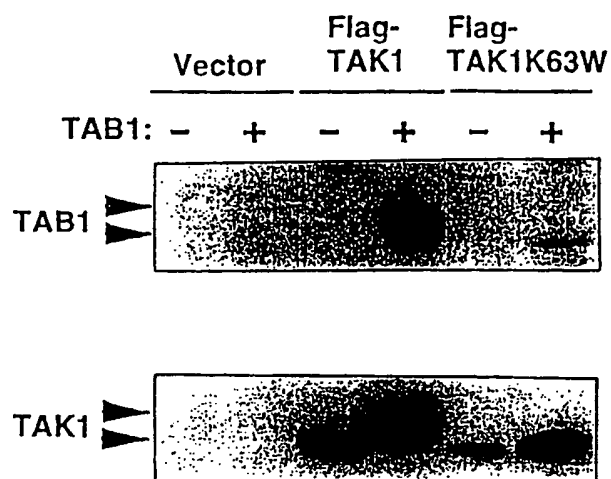 Flag- Flag-
Vector TAK1 TAK1K63W
TAB1: - + - + - +
TAB1
TAK1